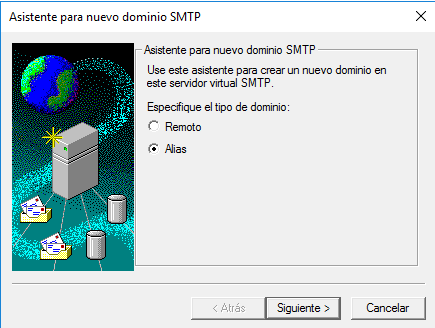 Asistente para nuevo dominio SMTP
Asistente para nuevo dominio SMTP
Use este asistente para crear un nuevo dominio en
este servidor virtual SMTP.
Especifique el tipo de dominio:
Remoto
Alias
< Atrás
Siguiente >
Cancelar